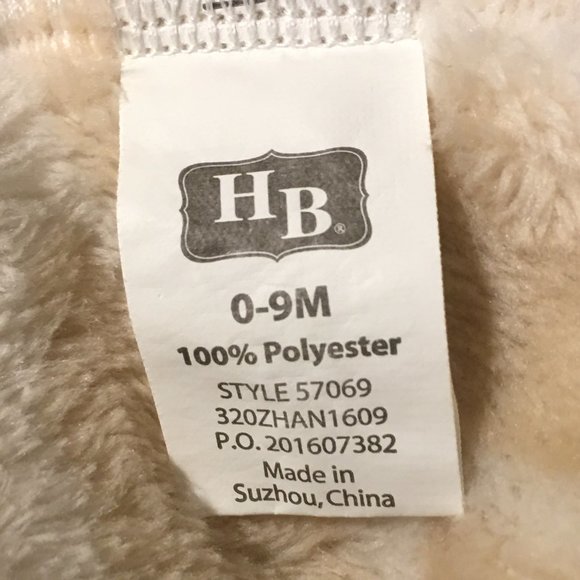 HB®
0-9M
100% Polyester
STYLE 57069
320ZHAN1609
P.O. 201607382
Made in
Suzhou, China